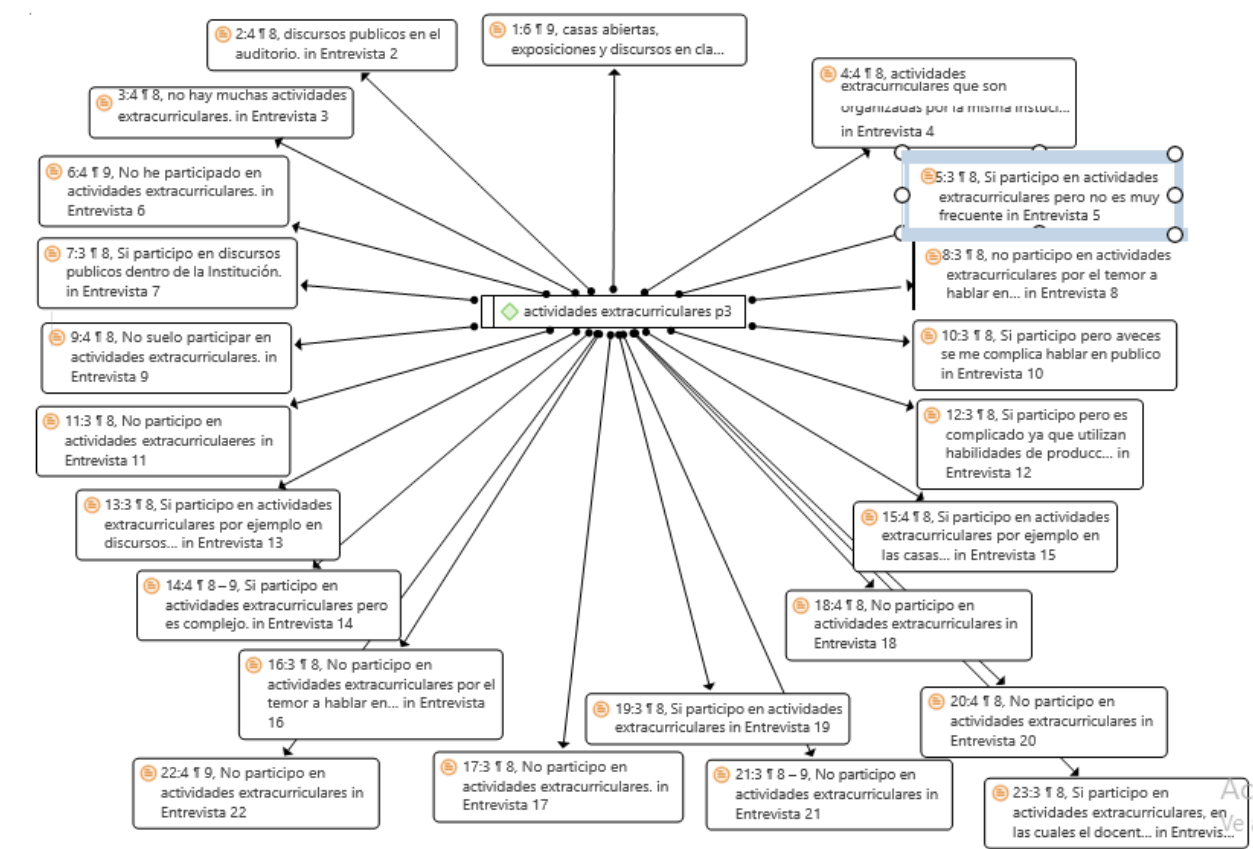 2:4 ¶ 8, discursos publicos en el
auditorio. in Entrevista 2
1:6 ¶ 9, casas abiertas,
exposiciones y discursos en cla...
4:4 ¶ 8, actividades
extracurriculares que son
organizadas por la misma instuci...
in Entrevista 4
3:4 ¶ 8, no hay muchas actividades
extracurriculares. in Entrevista 3
6:4 ¶ 9, No he participado en
actividades extracurriculares. in
Entrevista 6
5:3 ¶ 8, Si participo en actividades
extracurriculares pero no es muy
frecuente in Entrevista 5
7:3 ¶ 8, Si participo en discursos
publicos dentro de la Institución.
in Entrevista 7
8:3 ¶ 8, no participo en actividades
extracurriculares por el temor a
hablar en... in Entrevista 8
actividades extracurriculares p3
9:4 ¶ 8, No suelo participar en
actividades extracurriculares. in
Entrevista 9
10:3 ¶ 8, Si participo pero aveces
se me complica hablar en publico
in Entrevista 10
11:3 ¶ 8, No participo en
actividades extracurriculaeres in
Entrevista 11
12:3 ¶ 8, Si participo pero es
complicado ya que utilizan
habilidades de producc... in
Entrevista 12
13:3 ¶ 8, Si participo en actividades
extracurriculares por ejemplo en
discursos... in Entrevista 13
15:4 ¶ 8, Si participo en actividades
extracurriculares por ejemplo en
las casas... in Entrevista 15
14:4 ¶ 8 – 9, Si participo en
actividades extracurriculares pero
es complejo. in Entrevista 14
18:4 ¶ 8, No participo en
actividades extracurriculares in
Entrevista 18
16:3 ¶ 8, No participo en
actividades extracurriculares por el
temor a hablar en... in Entrevista
16
19:3 ¶ 8, Si participo en actividades
extracurriculares in Entrevista 19
20:4 ¶ 8, No participo en
actividades extracurriculares in
Entrevista 20
22:4 ¶ 9, No participo en
actividades extracurriculares in
Entrevista 22
17:3 ¶ 8, No participo en
actividades extracurriculares. in
Entrevista 17
21:3 ¶ 8 – 9, No participo en
actividades extracurriculares in
Entrevista 21
23:3 ¶ 8, Si participo en
actividades extracurriculares, en
las cuales el docent... in Entrevis...
Ac
Ve